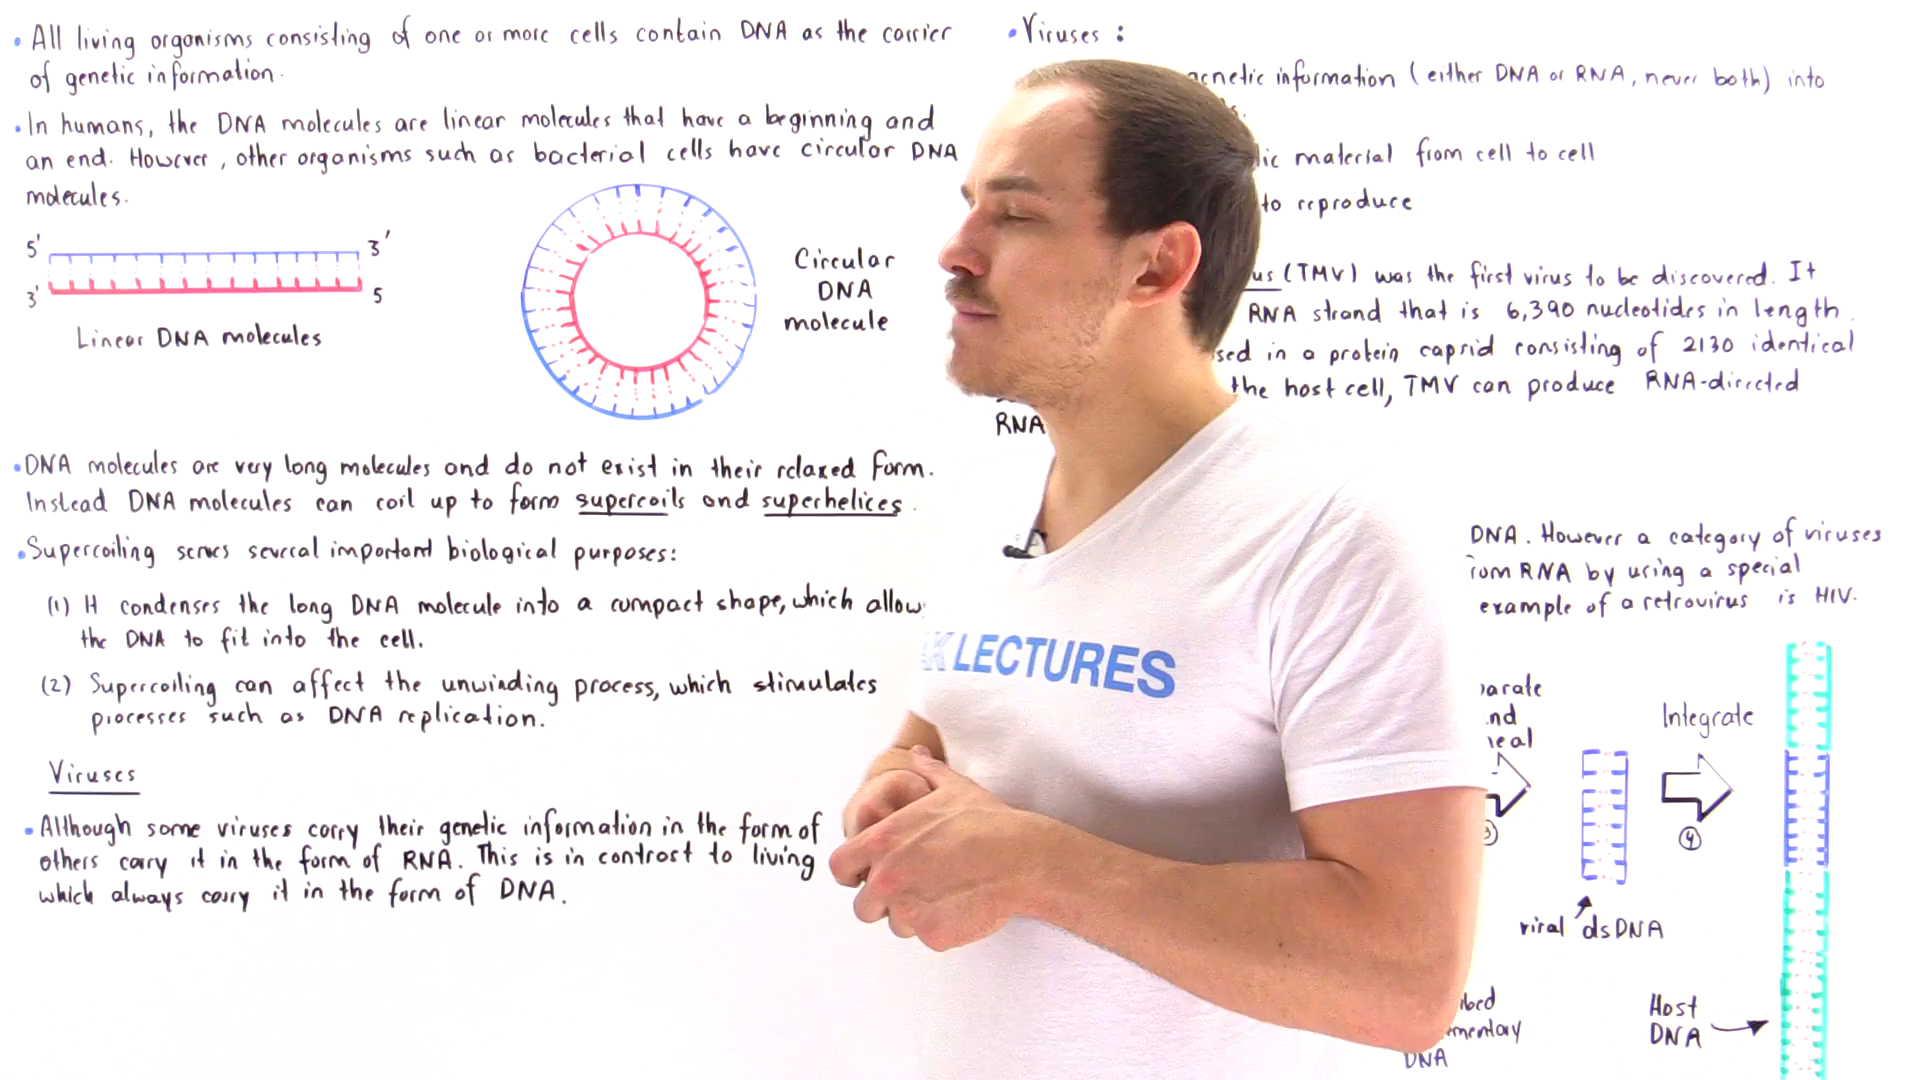 • All living organisms consisting of one or more cells contain DNA as the carrier
of genetic information.
• In humans, the DNA molecules are linear molecules that have a beginning and
an end. However, other organisms such as bacterial cells have circular DNA
molecules.
5' 3'
3' 5
Linear DNA molecules
Circular
DNA
molecule
• DNA molecules are very long molecules and do not exist in their relaxed form.
Instead DNA molecules can coil up to form supercoils and superhelices.
• Supercoiling serves several important biological purposes:
(1) It condenses the long DNA molecule into a compact shape, which allow
the DNA to fit into the cell.
(2) Supercoiling can affect the unwinding process, which stimulates
processes such as DNA replication.
Viruses
• Although some viruses carry their genetic information in the form of
others carry it in the form of RNA. This is in contrast to living
which always carry it in the form of DNA.
• Viruses:
genetic information (either DNA or RNA, never both) into
material from cell to cell
to reproduce
(TMV) was the first virus to be discovered. It
RNA strand that is 6,390 nucleotides in length.
in a protein capsid consisting of 2130 identical
the host cell, TMV can produce RNA-directed
RNA
DNA. However a category of viruses
RNA by using a special
example of a retrovirus is HIV.
Integrate
4
viral dsDNA
Host
DNA
DNA
LECTURES